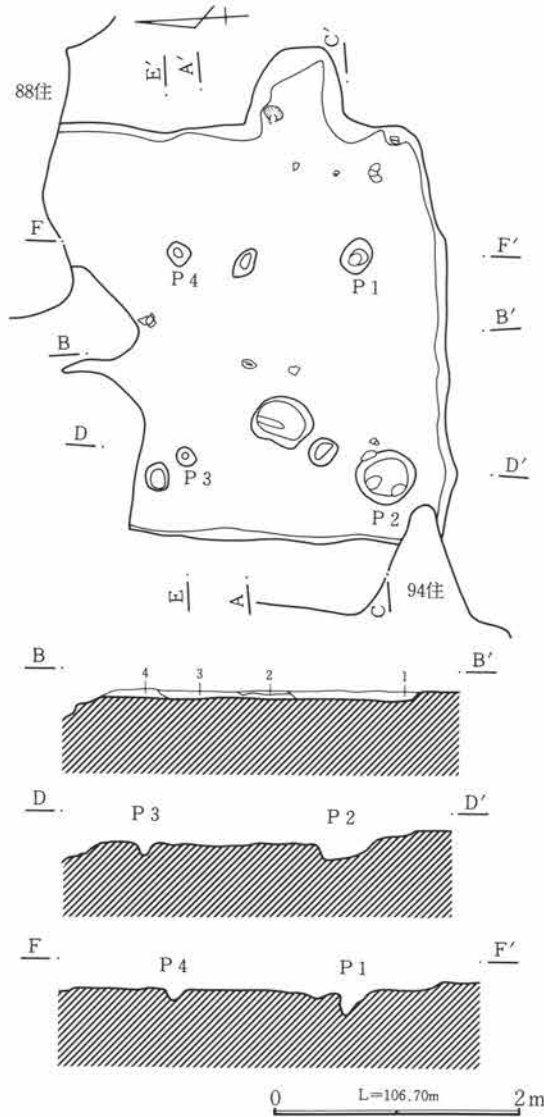 C′
E′
A′
88住
F
F′
P4
P1
B′
B
D
D′
P3
P2
E
A
C
94住
B
4
3
2
1
B′
D
P3
P2
D′
F
P4
P1
F′
0
L=106.70m
2m